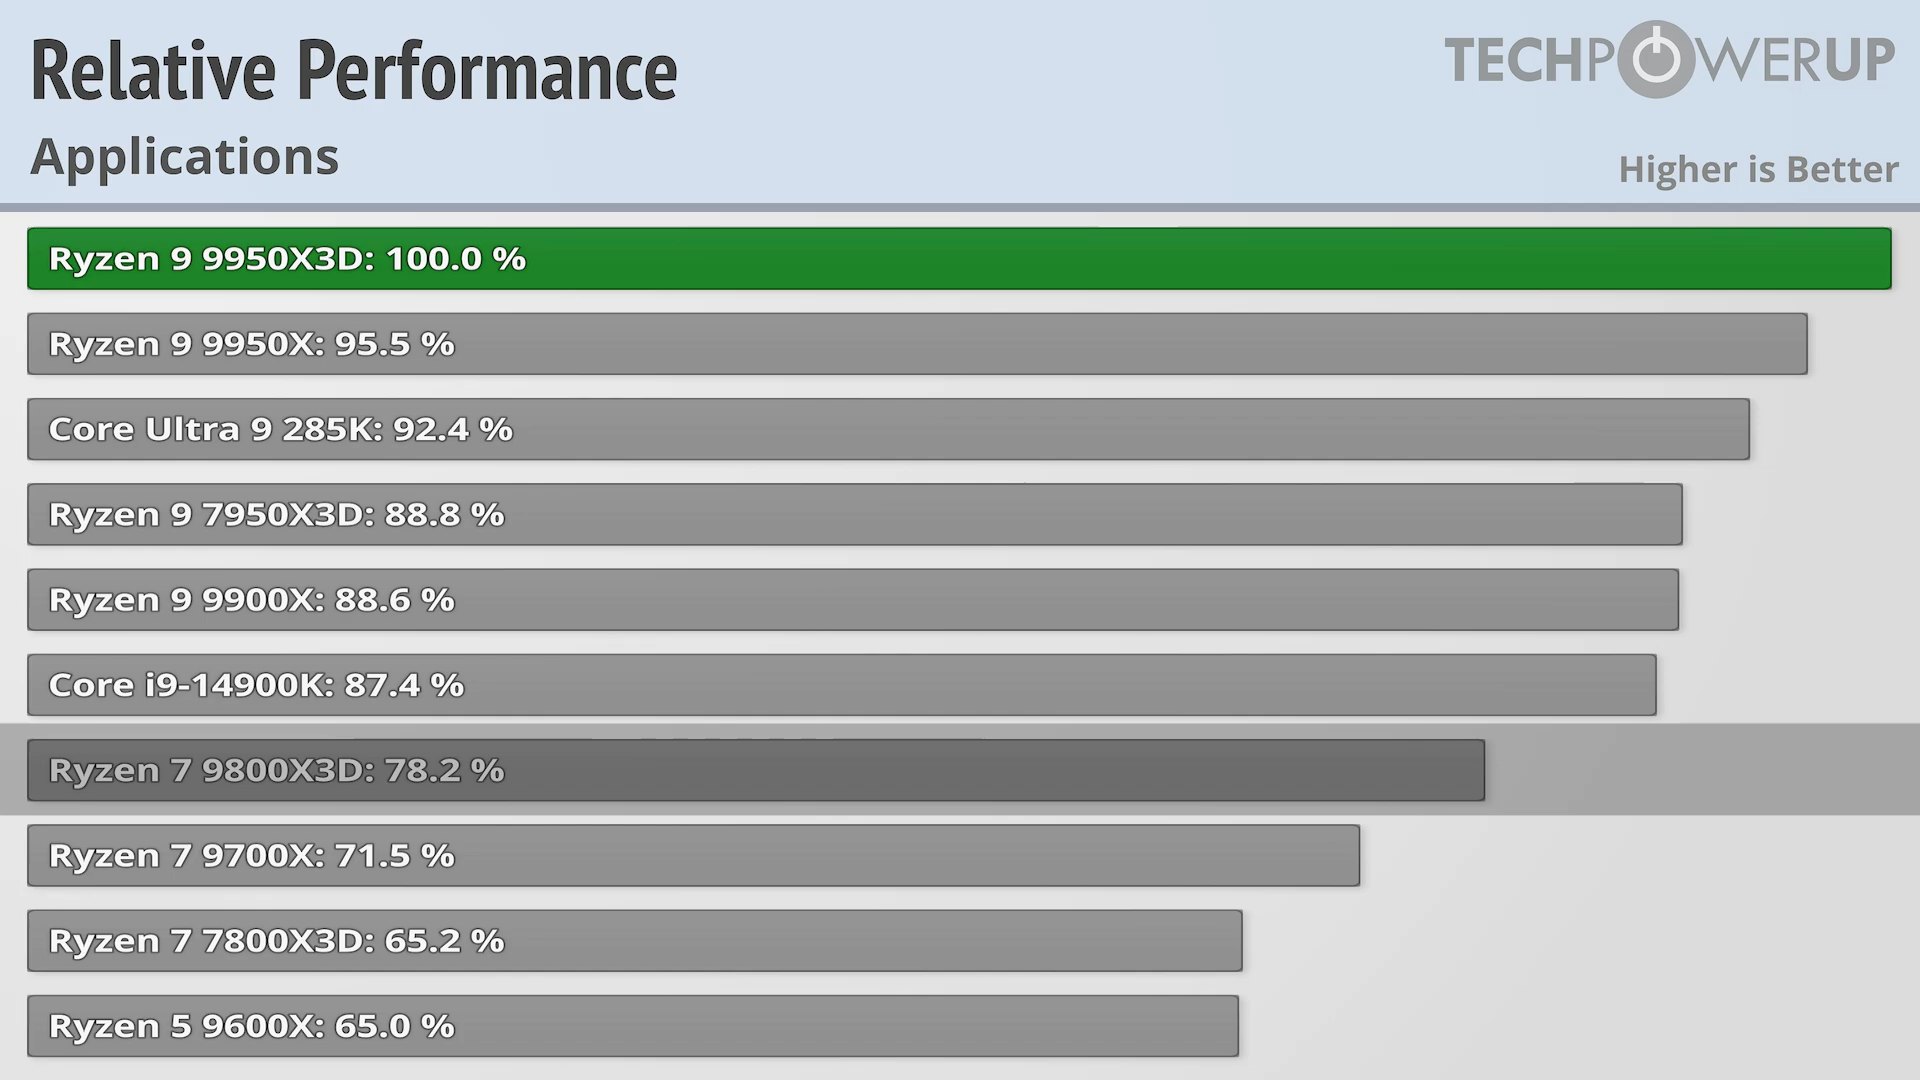 Relative Performance
TECHPOWERUP
Applications
Higher is Better
Ryzen 9 9950X3D: 100.0 %
Ryzen 9 9950X: 95.5 %
Core Ultra 9 285K: 92.4 %
Ryzen 9 7950X3D: 88.8 %
Ryzen 9 9900X: 88.6 %
Core i9-14900K: 87.4 %
Ryzen 7 9800X3D: 78.2 %
Ryzen 7 9700X: 71.5 %
Ryzen 7 7800X3D: 65.2 %
Ryzen 5 9600X: 65.0 %